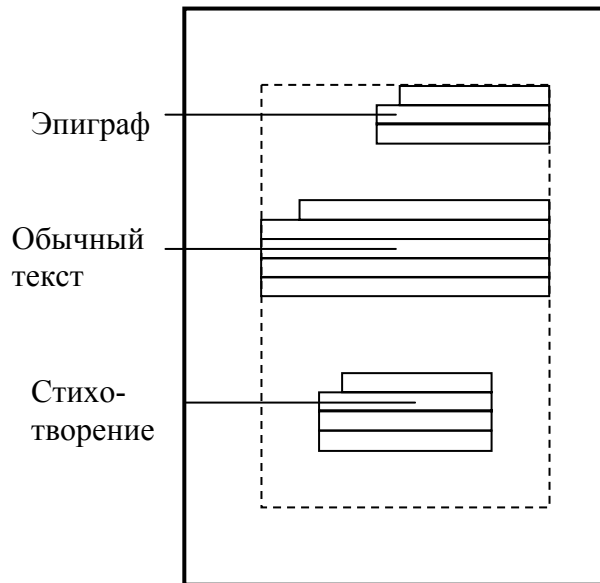 Эпиграф
Обычный
текст
Стихо-
творение